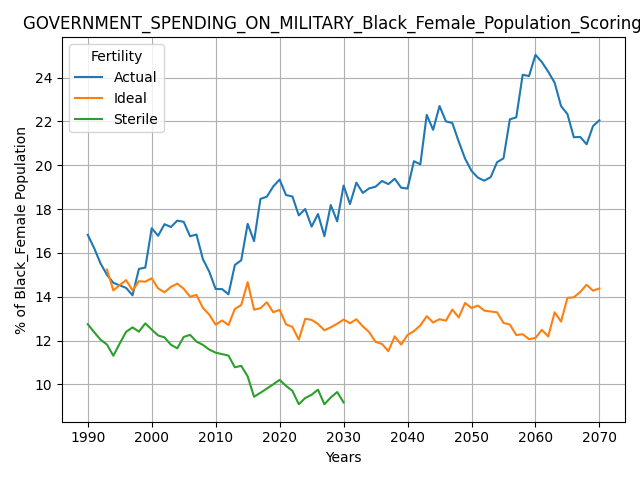 GOVERNMENT_SPENDING_ON_MILITARY_Black_Female_Population_Scoring
Fertility
Actual
Ideal
Sterile
% of Black_Female Population
24
22
20
18
16
14
12
10
1990 2000 2010 2020 2030 2040 2050 2060 2070
Years